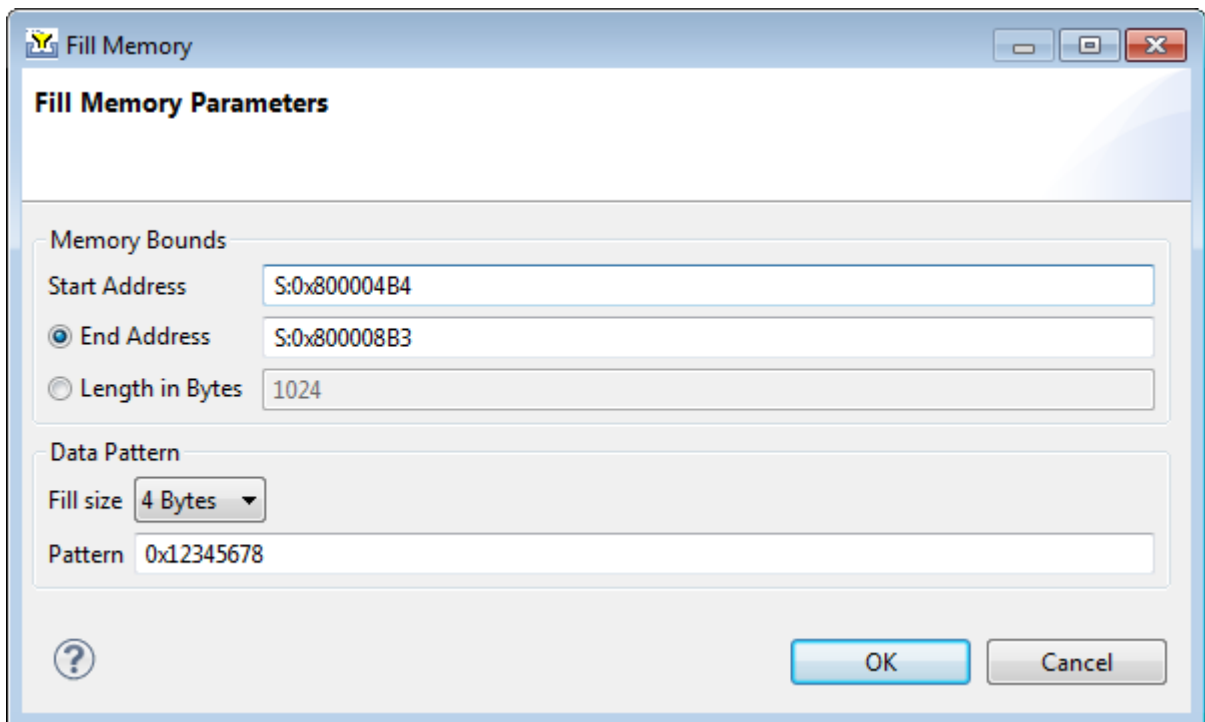 Fill Memory
Fill Memory Parameters
Memory Bounds
Start Address S:0x800004B4
End Address S:0x800008B3
Length in Bytes 1024
Data Pattern
Fill size 4 Bytes
Pattern 0x12345678
?
OK Cancel